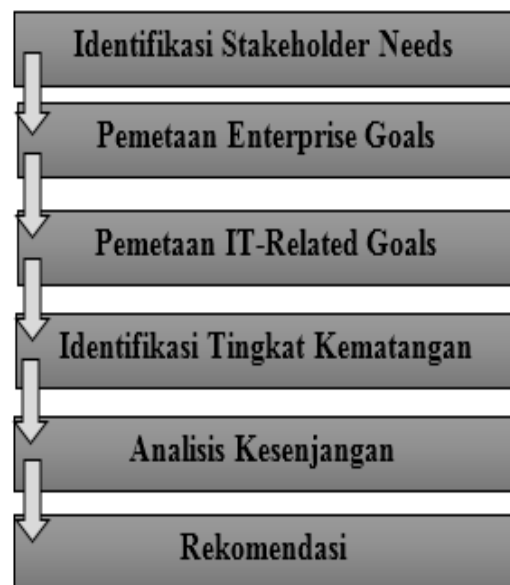 Identifikasi Stakeholder Needs
Pemetaan Enterprise Goals
Pemetaan IT-Related Goals
Identifikasi Tingkat Kematangan
Analisis Kesenjangan
Rekomendasi